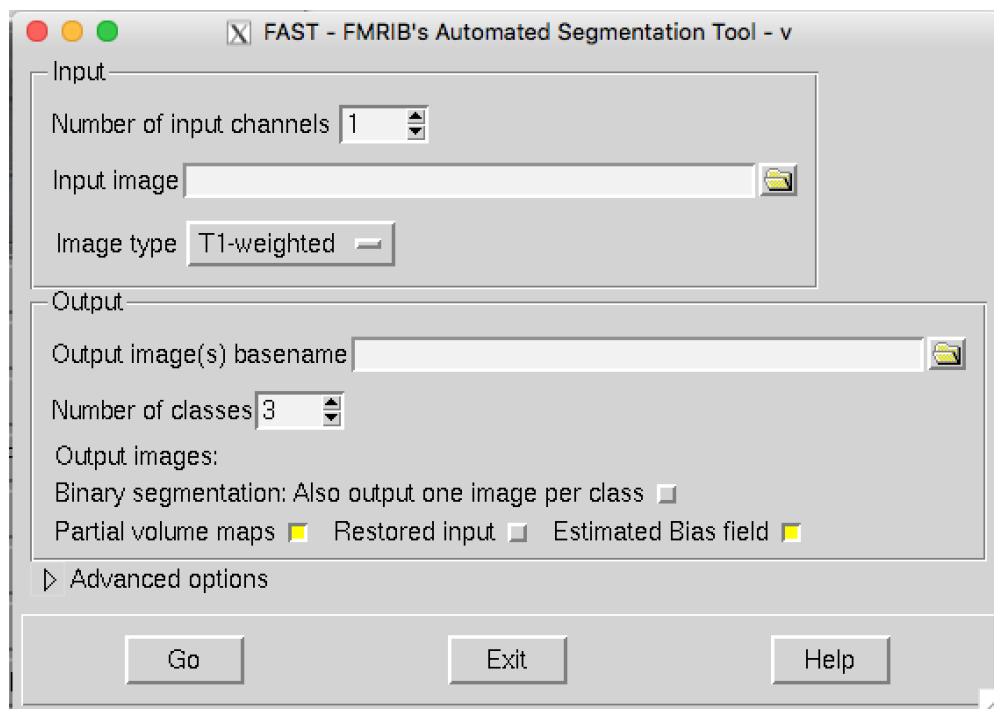 FAST - FMRIB's Automated Segmentation Tool - v
Input
Number of input channels 1
Input image
Image type T1-weighted
Output
Output image(s) basename
Number of classes 3
Output images:
Binary segmentation: Also output one image per class
Partial volume maps Restored input Estimated Bias field
Advanced options
Go Exit Help